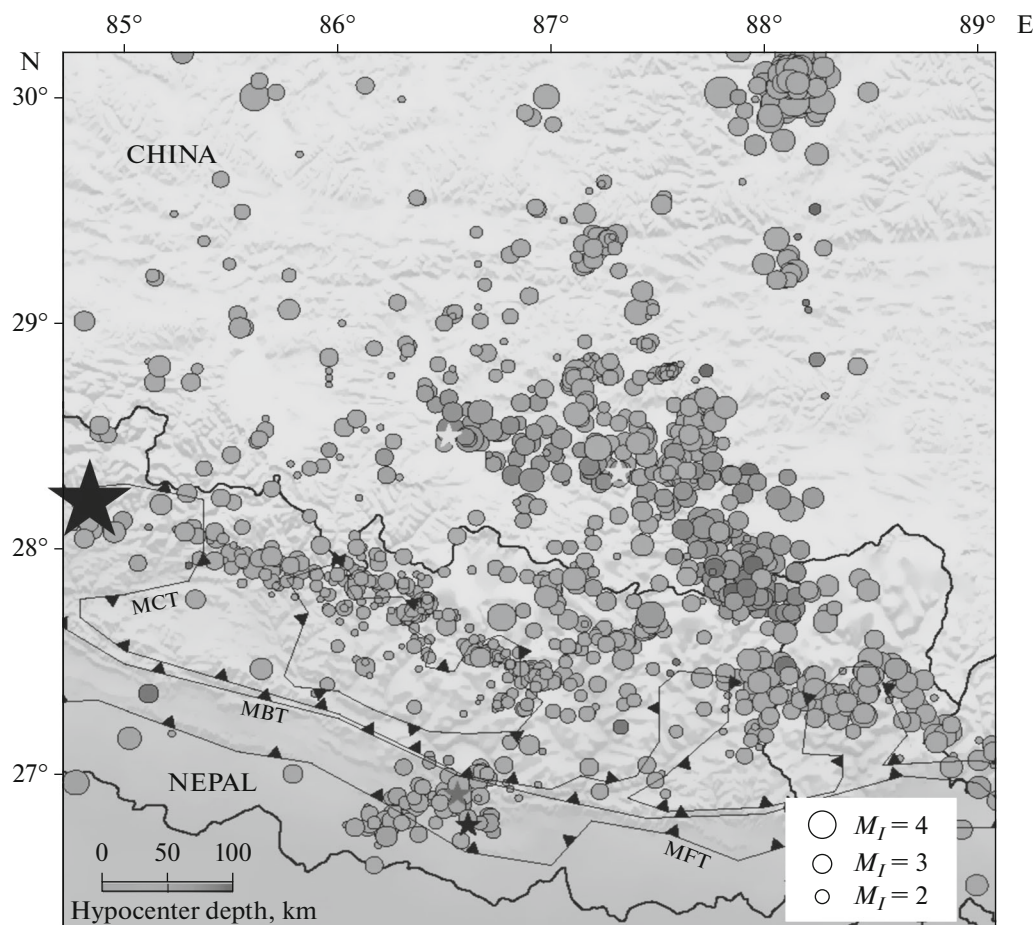 85° 86° 87° 88° 89° E
N
30°
CHINA
29°
28°
MCT
MBT
27°
NEPAL
MFT
0 50 100
Hypocenter depth, km
M_I = 4
M_I = 3
M_I = 2